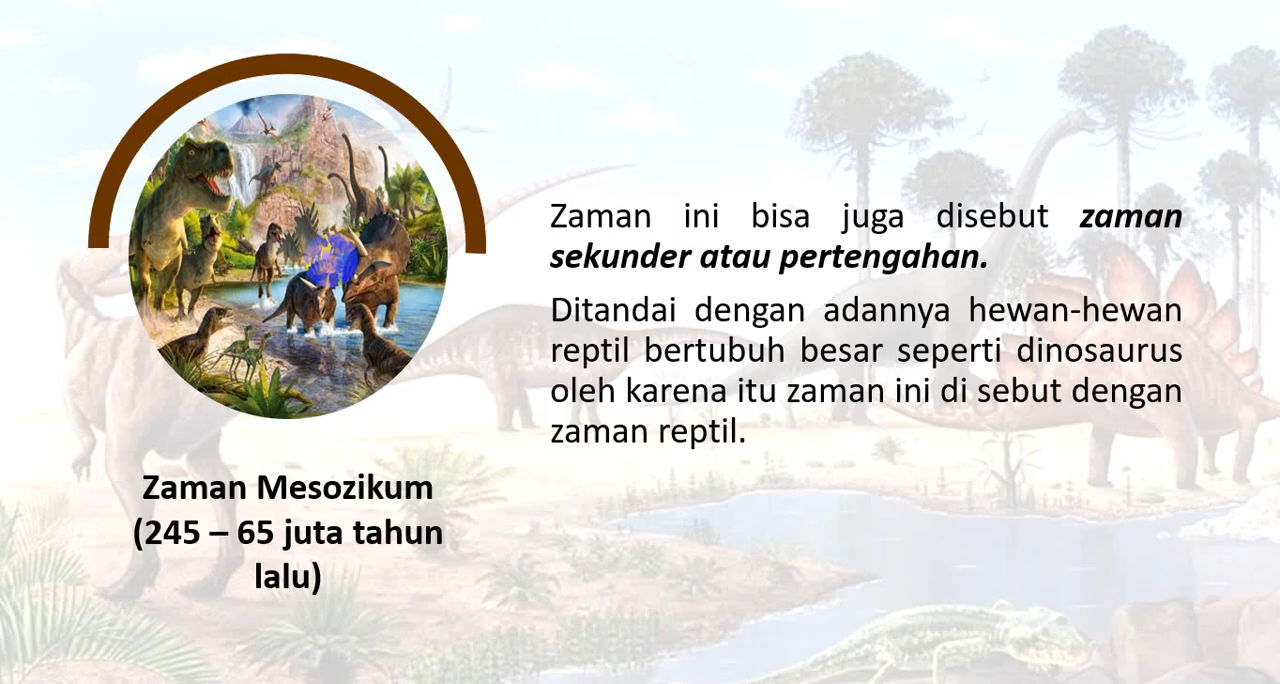 Zaman ini bisa juga disebut zaman
sekunder atau pertengahan.
Ditandai dengan adannya hewan-hewan
reptil bertubuh besar seperti dinosaurus
oleh karena itu zaman ini di sebut dengan
zaman reptil.
Zaman Mesozikum
(245 – 65 juta tahun
lalu)